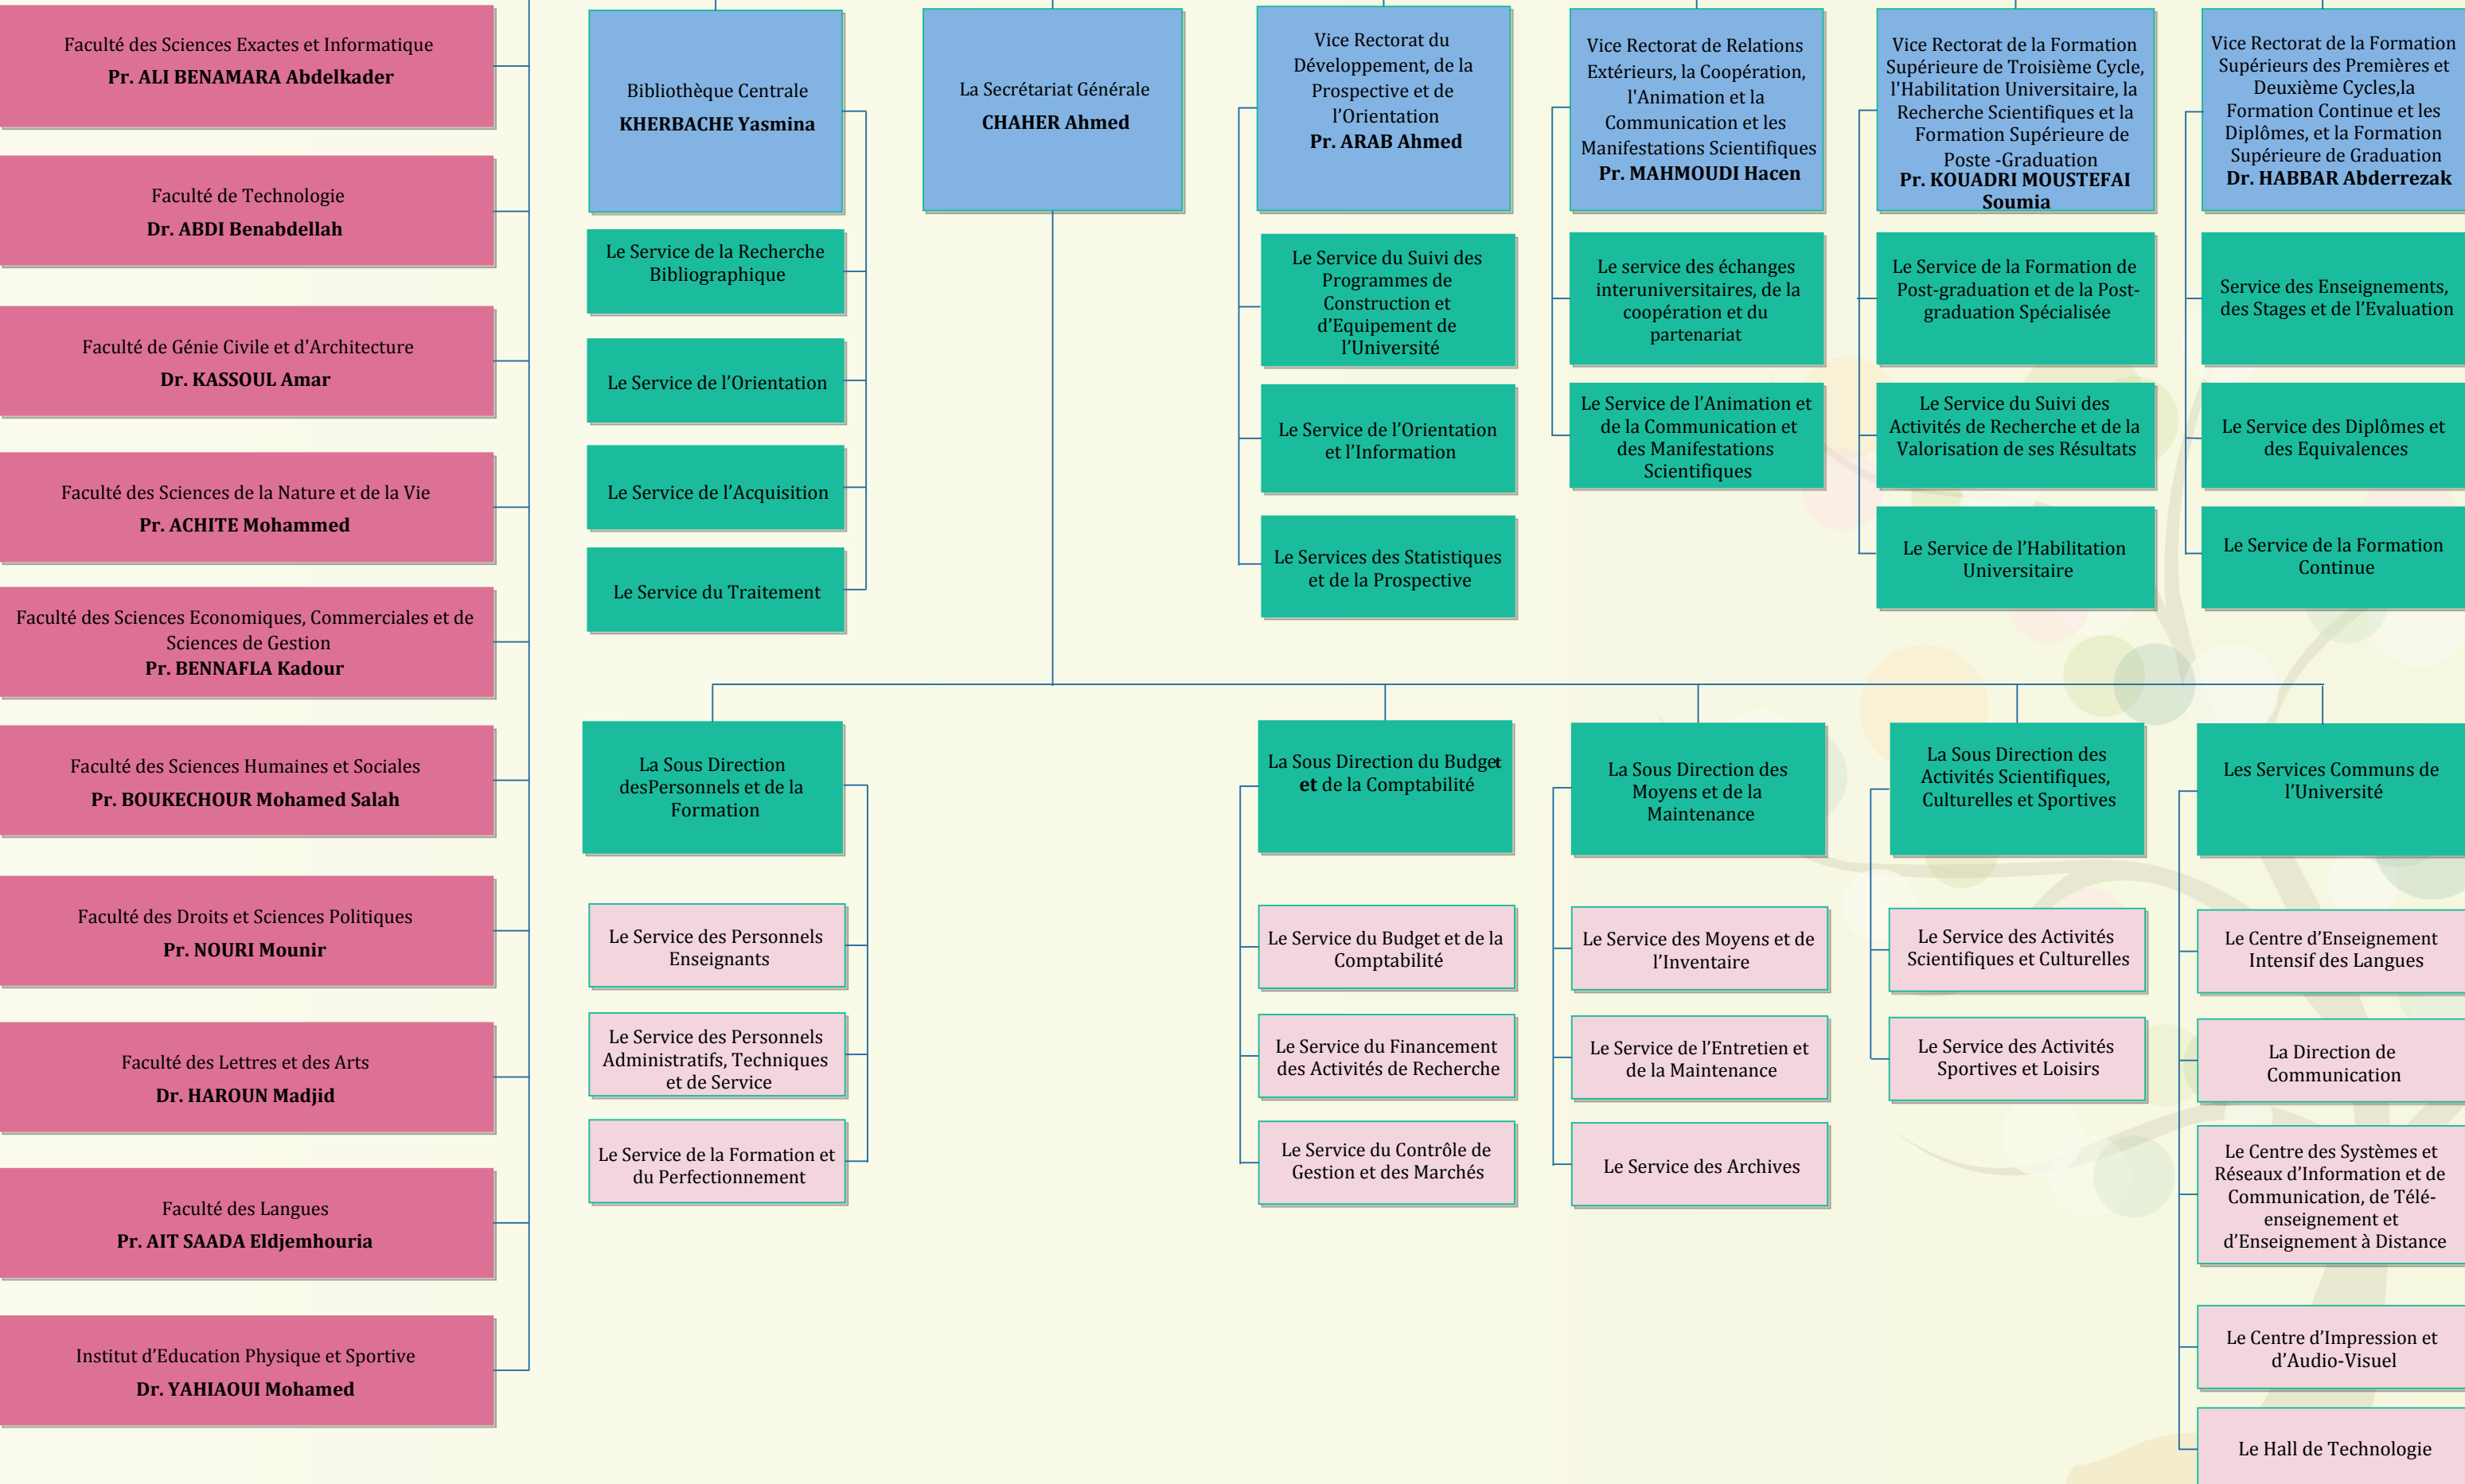 Faculté des Sciences Exactes et Informatique
Pr. ALI BENAMARA Abdelkader
Faculté de Technologie
Dr. ABDI Benabdellah
Faculté de Génie Civile et d'Architecture
Dr. KASSOUL Amar
Faculté des Sciences de la Nature et de la Vie
Pr. ACHITE Mohammed
Faculté des Sciences Economiques, Commerciales et de
Sciences de Gestion
Pr. BENNAFLA Kadour
Faculté des Sciences Humaines et Sociales
Pr. BOUKECHOUR Mohamed Salah
Faculté des Droits et Sciences Politiques
Pr. NOURI Mounir
Faculté des Lettres et des Arts
Dr. HAROUN Madjid
Faculté des Langues
Pr. AIT SAADA Eldjemhouria
Institut d’Education Physique et Sportive
Dr. YAHIAOUI Mohamed
Bibliothèque Centrale
KHERBACHE Yasmina
Le Service de la Recherche
Bibliographique
Le Service de l’Orientation
Le Service de l’Acquisition
Le Service du Traitement
La Secrétariat Générale
CHAHER Ahmed
Vice Rectorat du
Développement, de la
Prospective et de
l’Orientation
Pr. ARAB Ahmed
Le Service du Suivi des
Programmes de
Construction et
d’Equipement de
l’Université
Le Service de l’Orientation
et l’Information
Le Services des Statistiques
et de la Prospective
Vice Rectorat de Relations
Extérieurs, la Coopération,
l'Animation et la
Communication et les
Manifestations Scientifiques
Pr. MAHMOUDI Hacen
Le service des échanges
interuniversitaires, de la
coopération et du
partenariat
Le Service de l’Animation et
de la Communication et
des Manifestations
Scientifiques
Vice Rectorat de la Formation
Supérieure de Troisième Cycle,
l'Habilitation Universitaire, la
Recherche Scientifiques et la
Formation Supérieure de
Poste -Graduation
Pr. KOUADRI MOUSTEFAI
Soumia
Le Service de la Formation de
Post-graduation et de la Post-
graduation Spécialisée
Le Service du Suivi des
Activités de Recherche et de la
Valorisation de ses Résultats
Le Service de l’Habilitation
Universitaire
Vice Rectorat de la Formation
Supérieurs des Premières et
Deuxième Cycles,la
Formation Continue et les
Diplômes, et la Formation
Supérieure de Graduation
Dr. HABBAR Abderrezak
Service des Enseignements,
des Stages et de l’Evaluation
Le Service des Diplômes et
des Equivalences
Le Service de la Formation
Continue
La Sous Direction
desPersonnels et de la
Formation
Le Service des Personnels
Enseignants
Le Service des Personnels
Administratifs, Techniques
et de Service
Le Service de la Formation et
du Perfectionnement
La Sous Direction du Budget
et de la Comptabilité
Le Service du Budget et de la
Comptabilité
Le Service du Financement
des Activités de Recherche
Le Service du Contrôle de
Gestion et des Marchés
La Sous Direction des
Moyens et de la
Maintenance
Le Service des Moyens et de
l’Inventaire
Le Service de l’Entretien et
de la Maintenance
Le Service des Archives
La Sous Direction des
Activités Scientifiques,
Culturelles et Sportives
Le Service des Activités
Scientifiques et Culturelles
Le Service des Activités
Sportives et Loisirs
Les Services Communs de
l’Université
Le Centre d’Enseignement
Intensif des Langues
La Direction de
Communication
Le Centre des Systèmes et
Réseaux d’Information et de
Communication, de Télé-
enseignement et
d’Enseignement à Distance
Le Centre d’Impression et
d’Audio-Visuel
Le Hall de Technologie